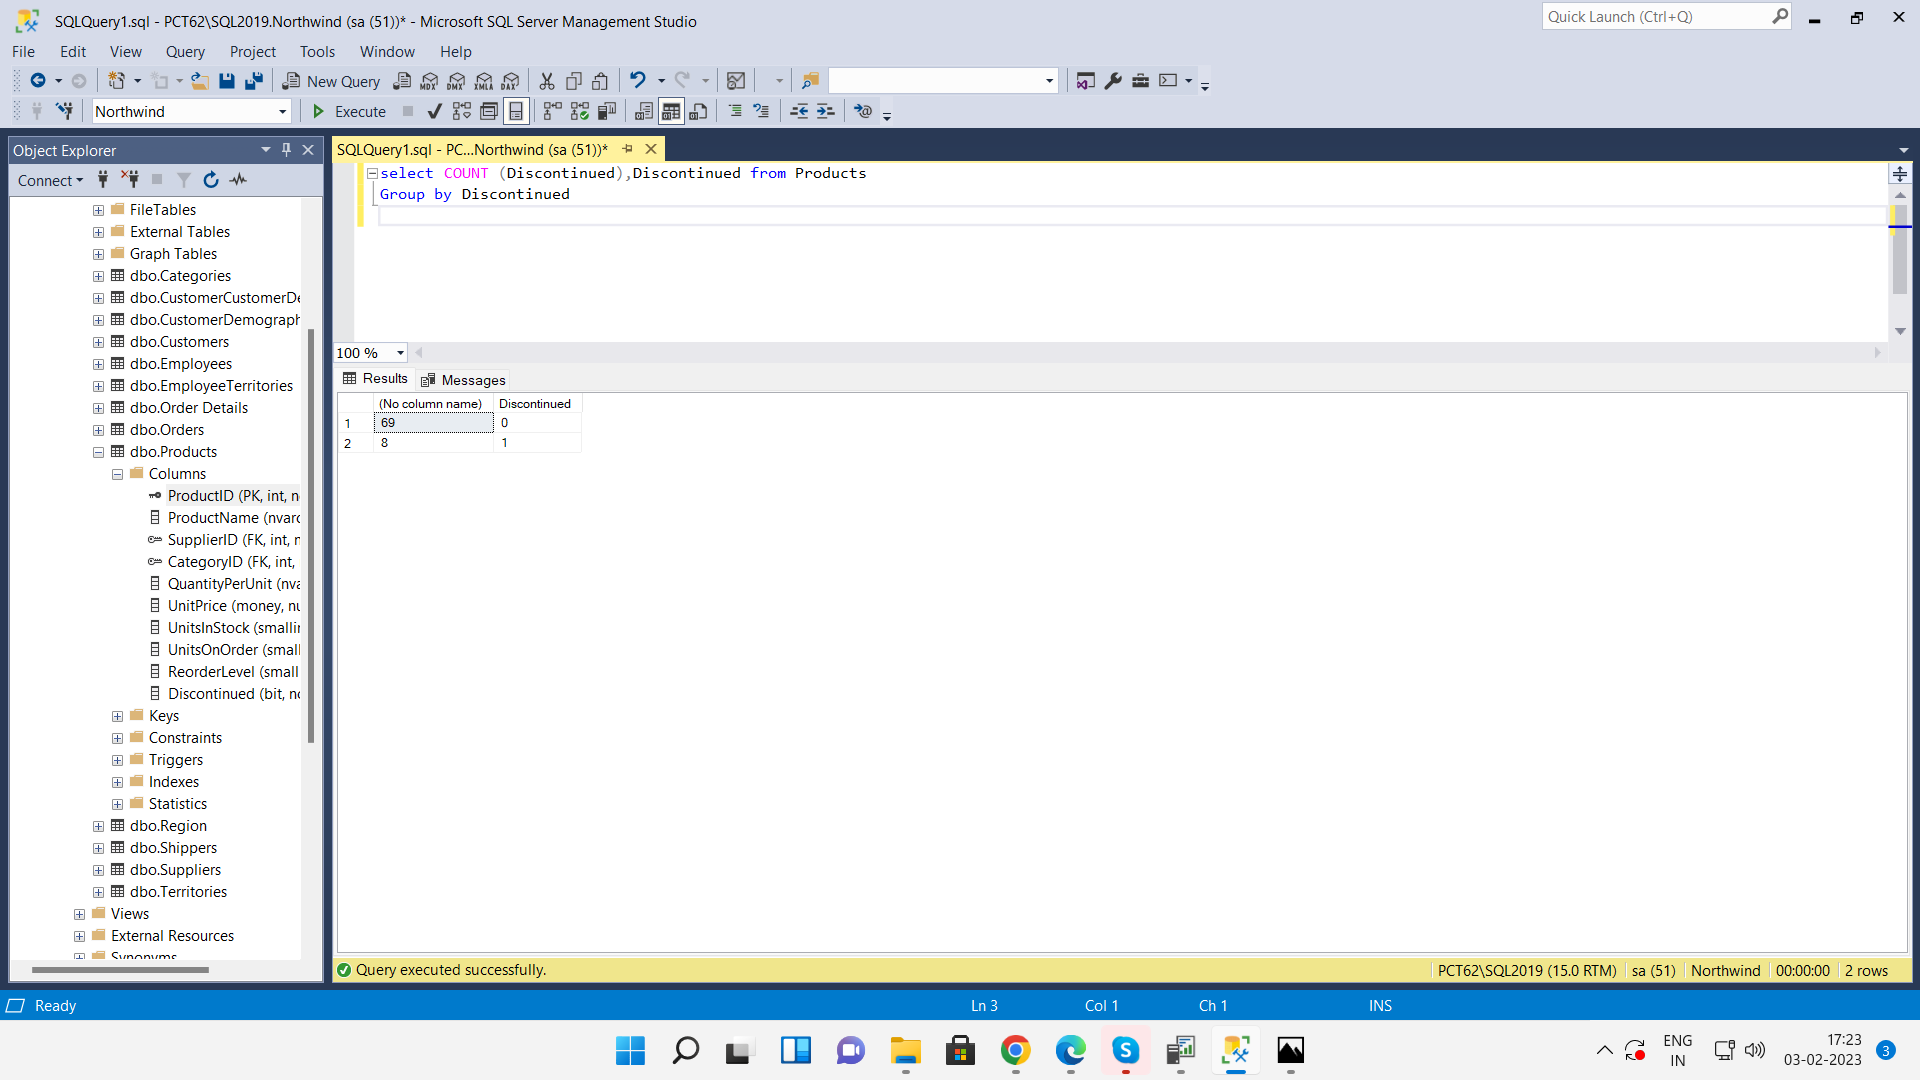 SQLQuery1.sql - PCT62\SQL2019.Northwind (sa (51))* - Microsoft SQL Server Management Studio
Quick Launch (Ctrl+Q)
File Edit View Query Project Tools Window Help
New Query
MDX DMX XMLA DAX
Northwind
Execute
Object Explorer
Connect
FileTables
External Tables
Graph Tables
dbo.Categories
dbo.CustomerCustomerDe
dbo.CustomerDemograph
dbo.Customers
dbo.Employees
dbo.EmployeeTerritories
dbo.Order Details
dbo.Orders
dbo.Products
Columns
ProductID (PK, int, n
ProductName (nvarc
SupplierID (FK, int, n
CategoryID (FK, int,
QuantityPerUnit (nva
UnitPrice (money, nu
UnitsInStock (smallin
UnitsOnOrder (small
ReorderLevel (small
Discontinued (bit, no
Keys
Constraints
Triggers
Indexes
Statistics
dbo.Region
dbo.Shippers
dbo.Suppliers
dbo.Territories
Views
External Resources
Synonyms
SQLQuery1.sql - PC...Northwind (sa (51))*
select COUNT (Discontinued),Discontinued from Products
Group by Discontinued
100 %
Results Messages
(No column name) Discontinued
1 69 0
2 8 1
Query executed successfully.
PCT62\SQL2019 (15.0 RTM) sa (51) Northwind 00:00:00 2 rows
Ready
Ln 3 Col 1 Ch 1 INS
ENG
IN
17:23
03-02-2023
3